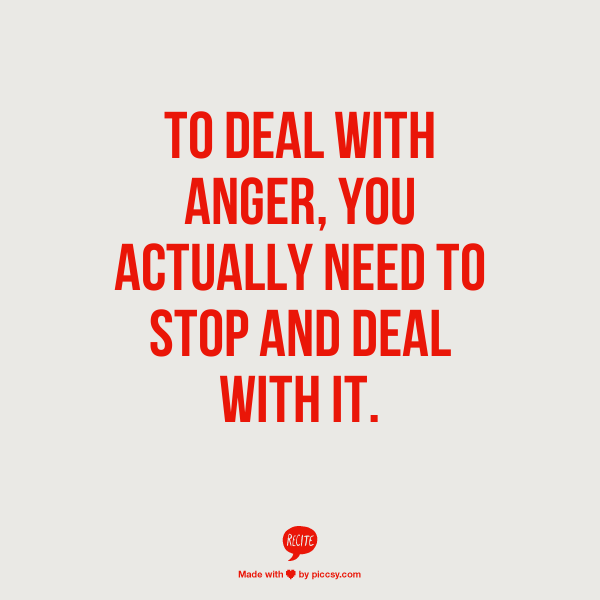 TO DEAL WITH
ANGER, YOU
ACTUALLY NEED TO
STOP AND DEAL
WITH IT.
RECITE
Made with ♥ by piccsy.com